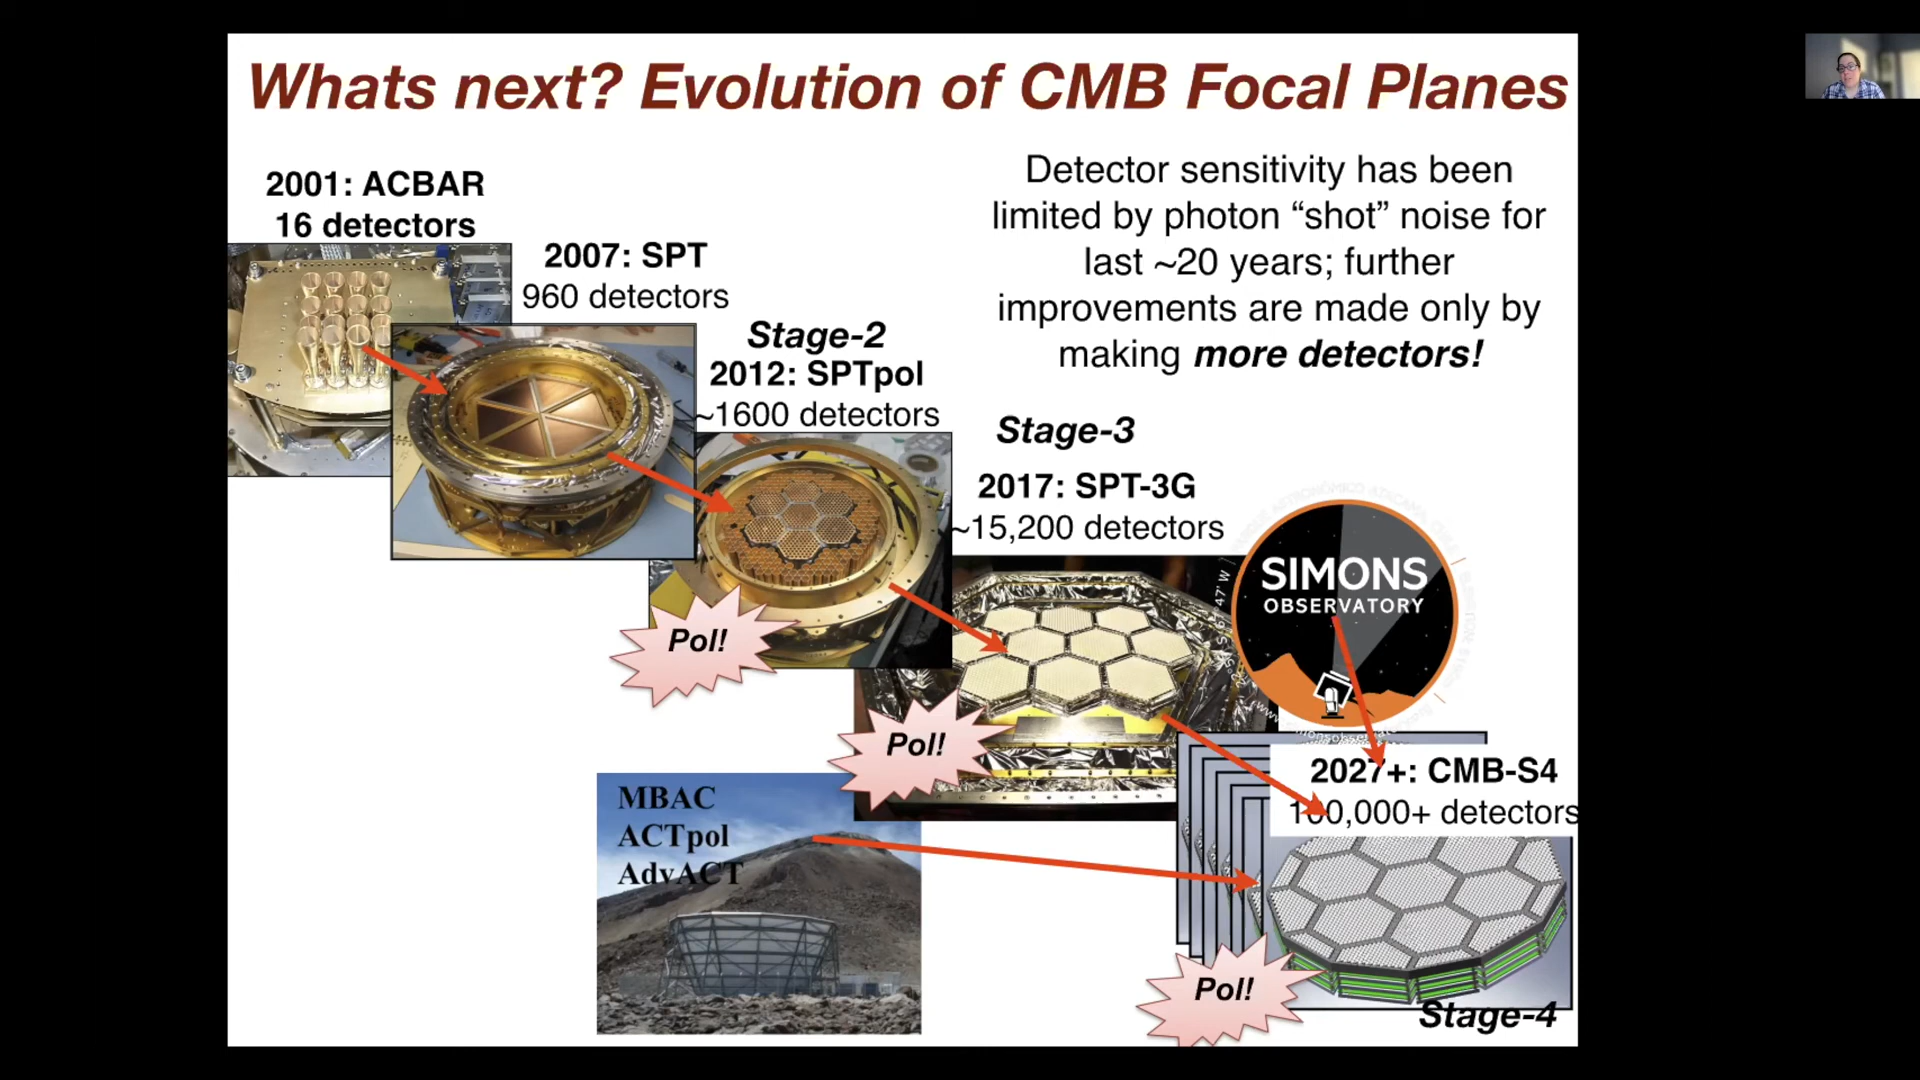 Whats next? Evolution of CMB Focal Planes
2001: ACBAR
16 detectors
2007: SPT
960 detectors
Stage-2
2012: SPTpol
~1600 detectors
Detector sensitivity has been
limited by photon “shot” noise for
last ~20 years; further
improvements are made only by
making more detectors!
Stage-3
2017: SPT-3G
~15,200 detectors
SIMONS
OBSERVATORY
Pol!
Pol!
MBAC
ACTpol
AdvACT
2027+: CMB-S4
100,000+ detectors
Pol!
Stage-4